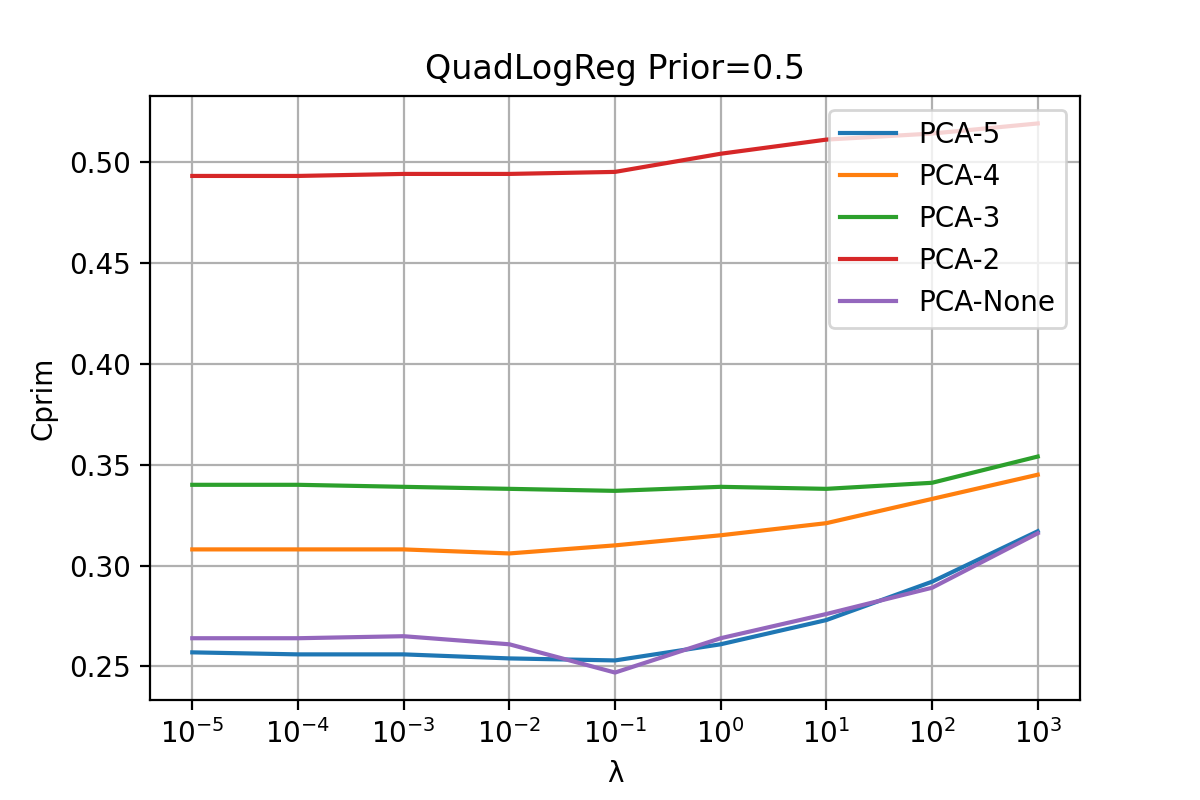 QuadLogReg Prior=0.5
PCA-5
PCA-4
PCA-3
PCA-2
PCA-None
Cprim
0.50
0.45
0.40
0.35
0.30
0.25
10⁻⁵ 10⁻⁴ 10⁻³ 10⁻² 10⁻¹ 10⁰ 10¹ 10² 10³
λ